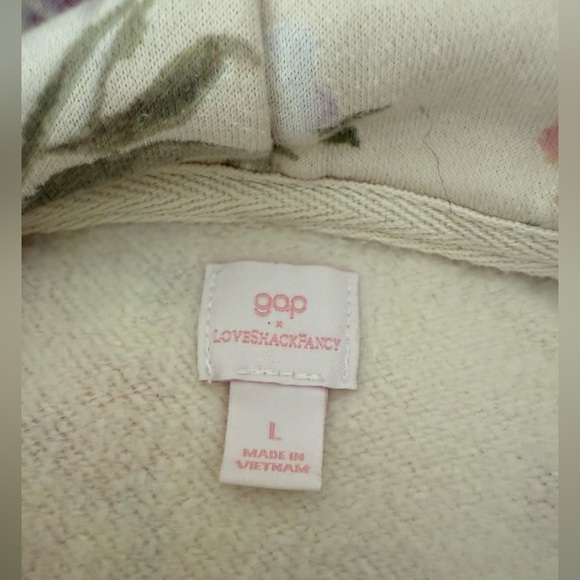 gap
×
LOVESHACKFANCY
L
MADE IN
VIETNAM